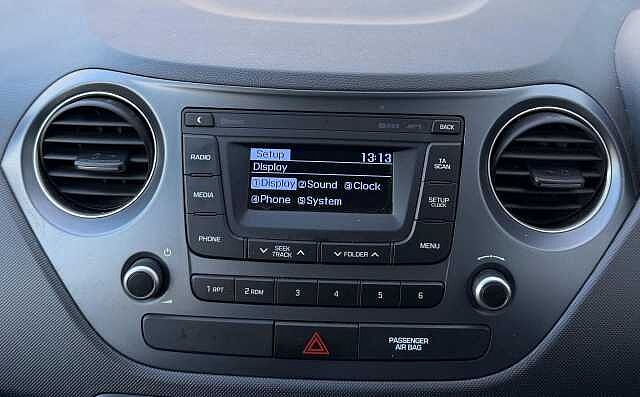 BACK
RADIO
MEDIA
PHONE
Setup 13:13
Display
①Display ②Sound ③Clock
④Phone ⑤System
1A
SCAN
SETUP
CLOCK
MENU
SEEK
TRACK
FOLDER
1 RPT
2 RDM
3
4
5
6
PASSENGER
AIR BAG